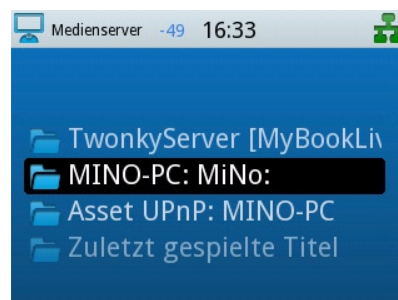 Medienserver -49 16:33
TwonkyServer [MyBookLiv
MINO-PC: MiNo:
Asset UPnP: MINO-PC
Zuletzt gespielte Titel